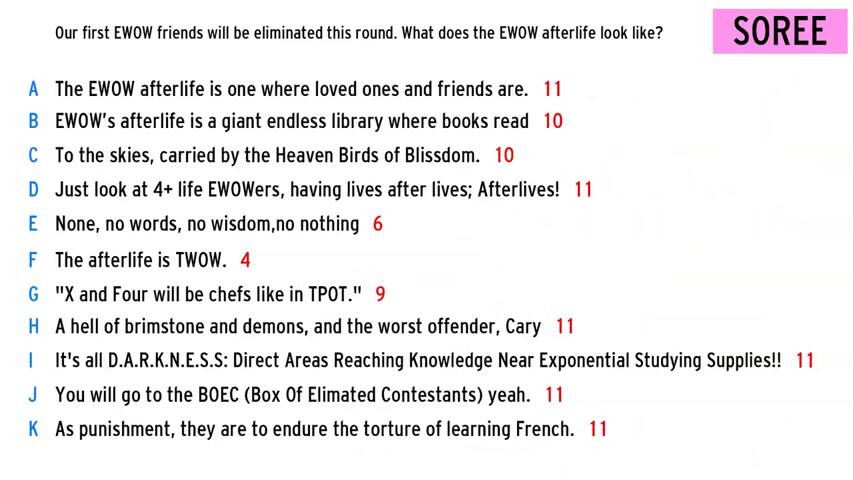 Our first EWOW friends will be eliminated this round. What does the EWOW afterlife look like?
SOREE
A The EWOW afterlife is one where loved ones and friends are. 11
B EWOW's afterlife is a giant endless library where books read 10
C To the skies, carried by the Heaven Birds of Blissdom. 10
D Just look at 4+ life EWOWers, having lives after lives; Afterlives! 11
E None, no words, no wisdom,no nothing 6
F The afterlife is TWOW. 4
G "X and Four will be chefs like in TPOT." 9
H A hell of brimstone and demons, and the worst offender, Cary 11
I It's all D.A.R.K.N.E.S.S: Direct Areas Reaching Knowledge Near Exponential Studying Supplies!! 11
J You will go to the BOEC (Box Of Elimated Contestants) yeah. 11
K As punishment, they are to endure the torture of learning French. 11